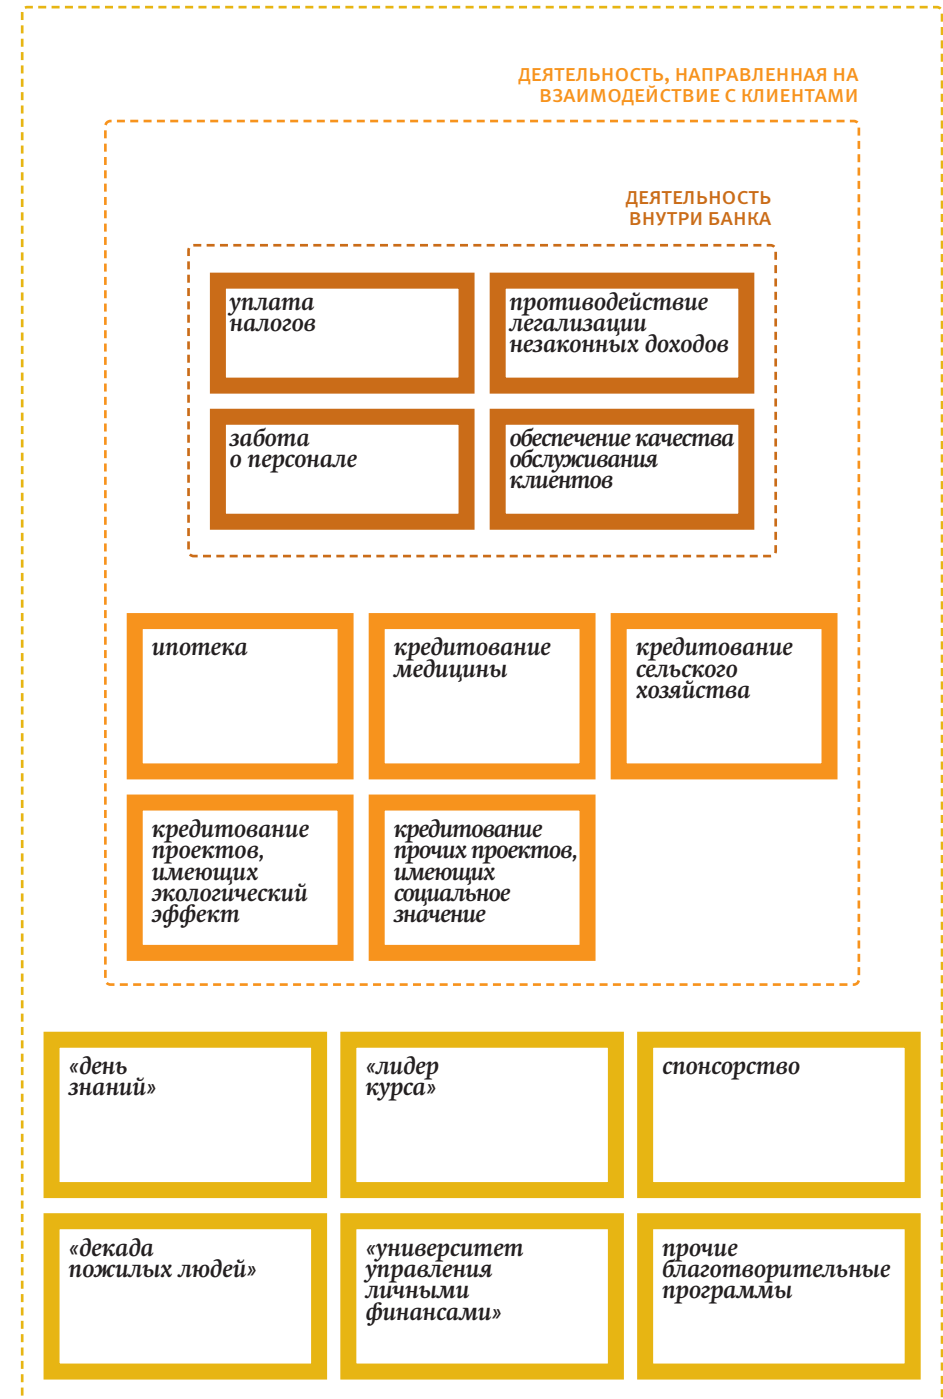 ДЕЯТЕЛЬНОСТЬ, НАПРАВЛЕННАЯ НА
ВЗАИМОДЕЙСТВИЕ С КЛИЕНТАМИ
ДЕЯТЕЛЬНОСТЬ
ВНУТРИ БАНКА
уплата
налогов
противодействие
легализации
незаконных доходов
забота
о персонале
обеспечение качества
обслуживания
клиентов
ипотека
кредитование
медицины
кредитование
сельского
хозяйства
кредитование
проектов,
имеющих
экологический
эффект
кредитование
прочих проектов,
имеющих
социальное
значение
«день
знаний»
«лидер
курса»
спонсорство
«декада
пожилых людей»
«университет
управления
личными
финансами»
прочие
благотворительные
программы